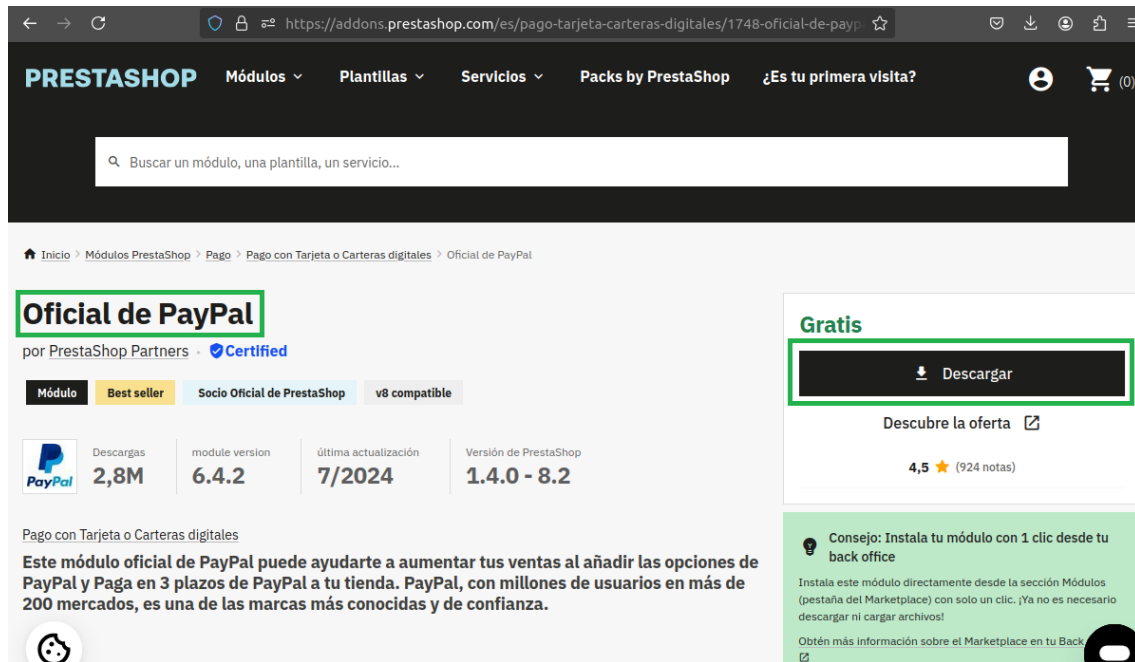 https://addons.prestashop.com/es/pago-tarjeta-carteras-digitales/1748-oficial-de-payp
PRESTASHOP Módulos Plantillas Servicios Packs by PrestaShop ¿Es tu primera visita? (0)
Buscar un módulo, una plantilla, un servicio...
Inicio > Módulos PrestaShop > Pago > Pago con Tarjeta o Carteras digitales > Oficial de PayPal
Oficial de PayPal
por PrestaShop Partners · Certified
Módulo Best seller Socio Oficial de PrestaShop v8 compatible
PayPal
Descargas module version última actualización Versión de PrestaShop
2,8M 6.4.2 7/2024 1.4.0 - 8.2
Pago con Tarjeta o Carteras digitales
Este módulo oficial de PayPal puede ayudarte a aumentar tus ventas al añadir las opciones de
PayPal y Paga en 3 plazos de PayPal a tu tienda. PayPal, con millones de usuarios en más de
200 mercados, es una de las marcas más conocidas y de confianza.
Gratis
Descargar
Descubre la oferta
4,5 (924 notas)
Consejo: Instala tu módulo con 1 clic desde tu
back office
Instala este módulo directamente desde la sección Módulos
(pestaña del Marketplace) con solo un clic. ¡Ya no es necesario
descargar ni cargar archivos!
Obtén más información sobre el Marketplace en tu Back